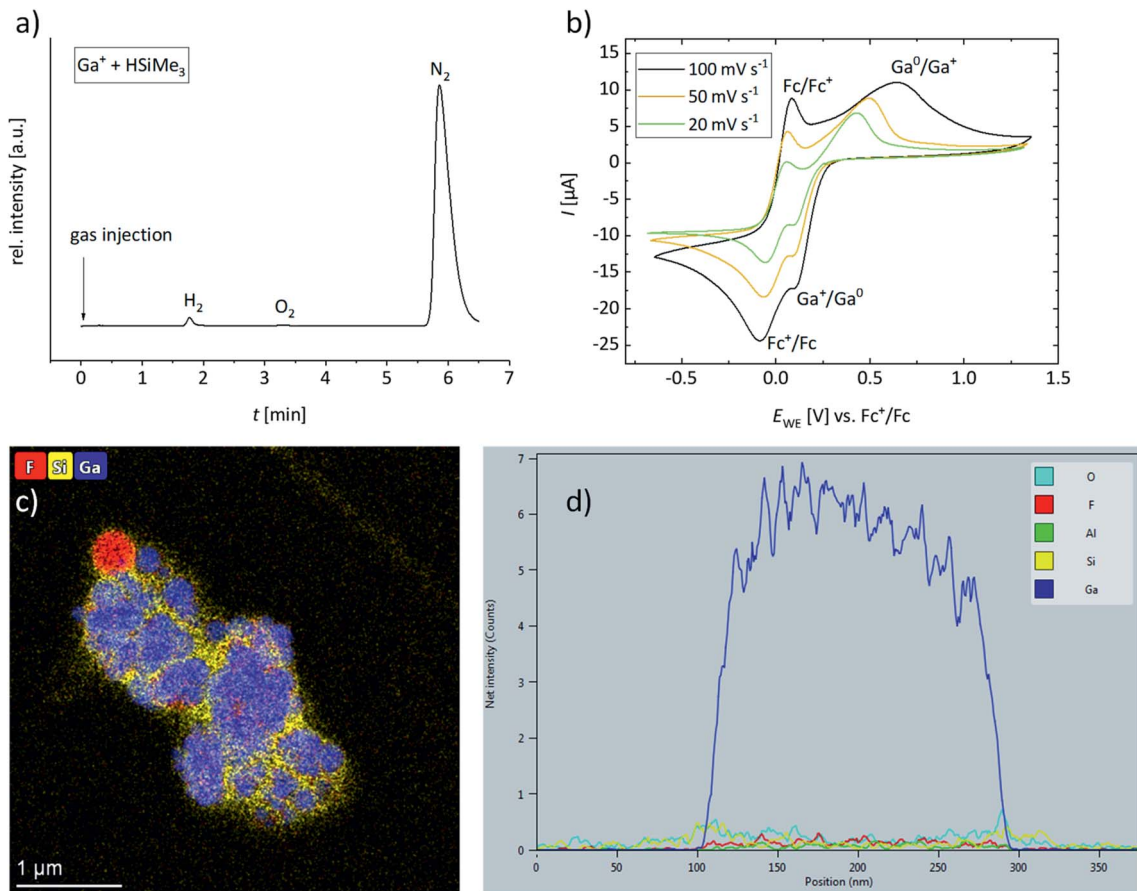 a)
Ga⁺ + HSiMe₃
N₂
gas injection
H₂
O₂
rel. intensity [a.u.]
0 1 2 3 4 5 6 7
t [min]
b)
100 mV s⁻¹
50 mV s⁻¹
20 mV s⁻¹
Fc/Fc⁺
Ga⁰/Ga⁺
Ga⁺/Ga⁰
Fc⁺/Fc
I [µA]
15
10
5
0
-5
-10
-15
-20
-25
-0.5 0.0 0.5 1.0 1.5
E_WE [V] vs. Fc⁺/Fc
F Si Ga
c)
1 µm
d)
O
F
Al
Si
Ga
Net intensity (Counts)
7
6
5
4
3
2
1
0
0 50 100 150 200 250 300 350
Position (nm)